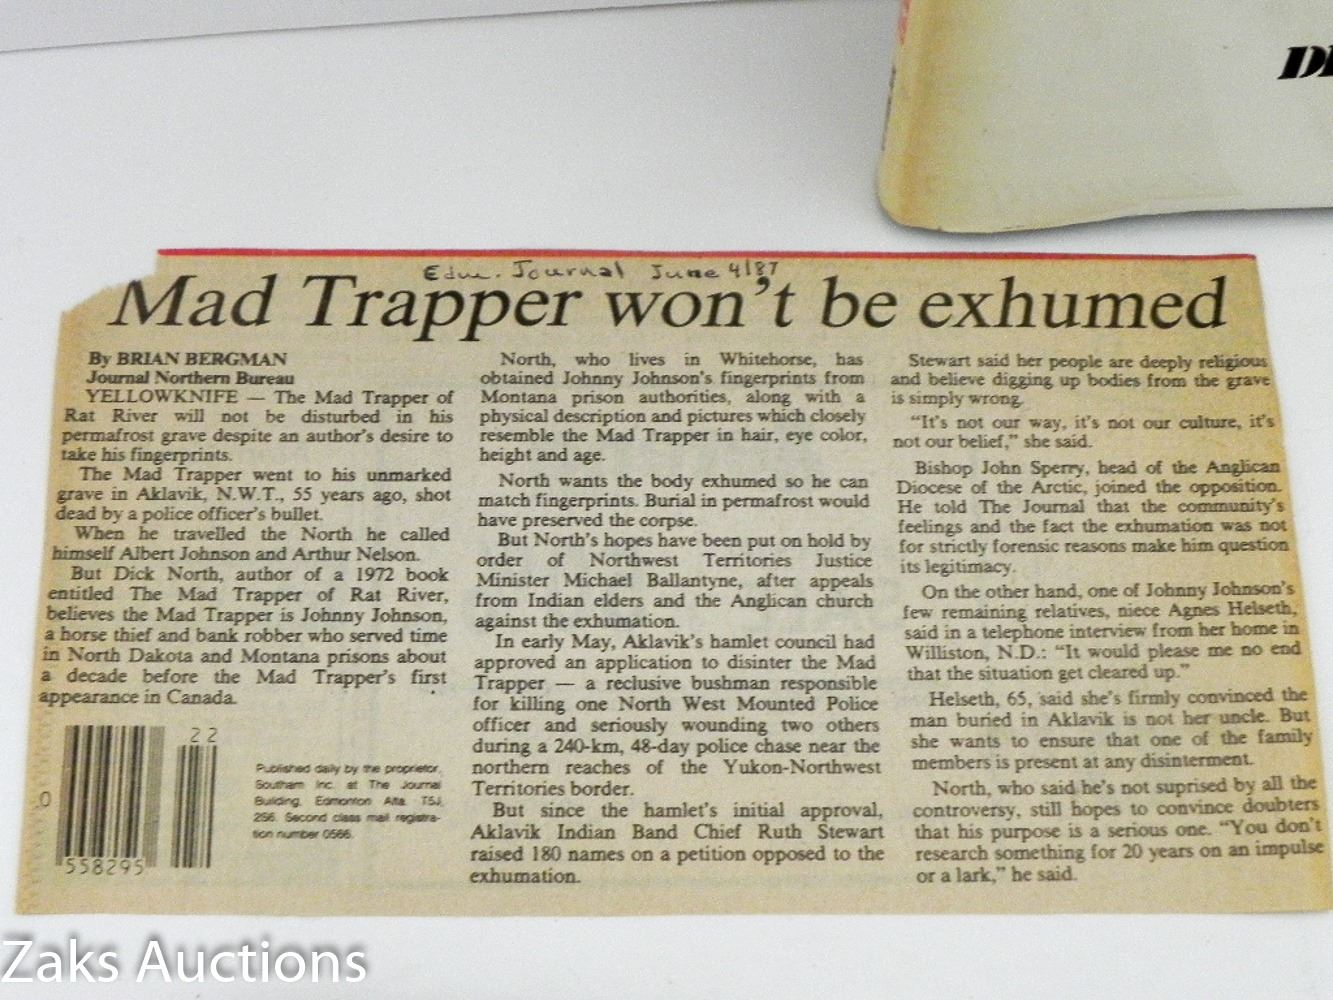 DI
Edm. Journal June 4/87
Mad Trapper won't be exhumed
By BRIAN BERGMAN
Journal Northern Bureau
YELLOWKNIFE — The Mad Trapper of
Rat River will not be disturbed in his
permafrost grave despite an author's desire to
take his fingerprints.
The Mad Trapper went to his unmarked
grave in Aklavik, N.W.T., 55 years ago, shot
dead by a police officer's bullet.
When he travelled the North he called
himself Albert Johnson and Arthur Nelson.
But Dick North, author of a 1972 book
entitled The Mad Trapper of Rat River,
believes the Mad Trapper is Johnny Johnson,
a horse thief and bank robber who served time
in North Dakota and Montana prisons about
a decade before the Mad Trapper's first
appearance in Canada.
22
0
558295
Published daily by the proprietor,
Southam Inc. at The Journal
Building, Edmonton Alta. T5J
2S6. Second class mail registra-
tion number 0566.
North, who lives in Whitehorse, has
obtained Johnny Johnson's fingerprints from
Montana prison authorities, along with a
physical description and pictures which closely
resemble the Mad Trapper in hair, eye color,
height and age.
North wants the body exhumed so he can
match fingerprints. Burial in permafrost would
have preserved the corpse.
But North's hopes have been put on hold by
order of Northwest Territories Justice
Minister Michael Ballantyne, after appeals
from Indian elders and the Anglican church
against the exhumation.
In early May, Aklavik's hamlet council had
approved an application to disinter the Mad
Trapper — a reclusive bushman responsible
for killing one North West Mounted Police
officer and seriously wounding two others
during a 240-km, 48-day police chase near the
northern reaches of the Yukon-Northwest
Territories border.
But since the hamlet's initial approval,
Aklavik Indian Band Chief Ruth Stewart
raised 180 names on a petition opposed to the
exhumation.
Stewart said her people are deeply religious
and believe digging up bodies from the grave
is simply wrong.
"It's not our way, it's not our culture, it's
not our belief," she said.
Bishop John Sperry, head of the Anglican
Diocese of the Arctic, joined the opposition.
He told The Journal that the community's
feelings and the fact the exhumation was not
for strictly forensic reasons make him question
its legitimacy.
On the other hand, one of Johnny Johnson's
few remaining relatives, niece Agnes Helseth,
said in a telephone interview from her home in
Williston, N.D.: "It would please me no end
that the situation get cleared up."
Helseth, 65, said she's firmly convinced the
man buried in Aklavik is not her uncle. But
she wants to ensure that one of the family
members is present at any disinterment.
North, who said he's not suprised by all the
controversy, still hopes to convince doubters
that his purpose is a serious one. "You don't
research something for 20 years on an impulse
or a lark," he said.
Zaks Auctions